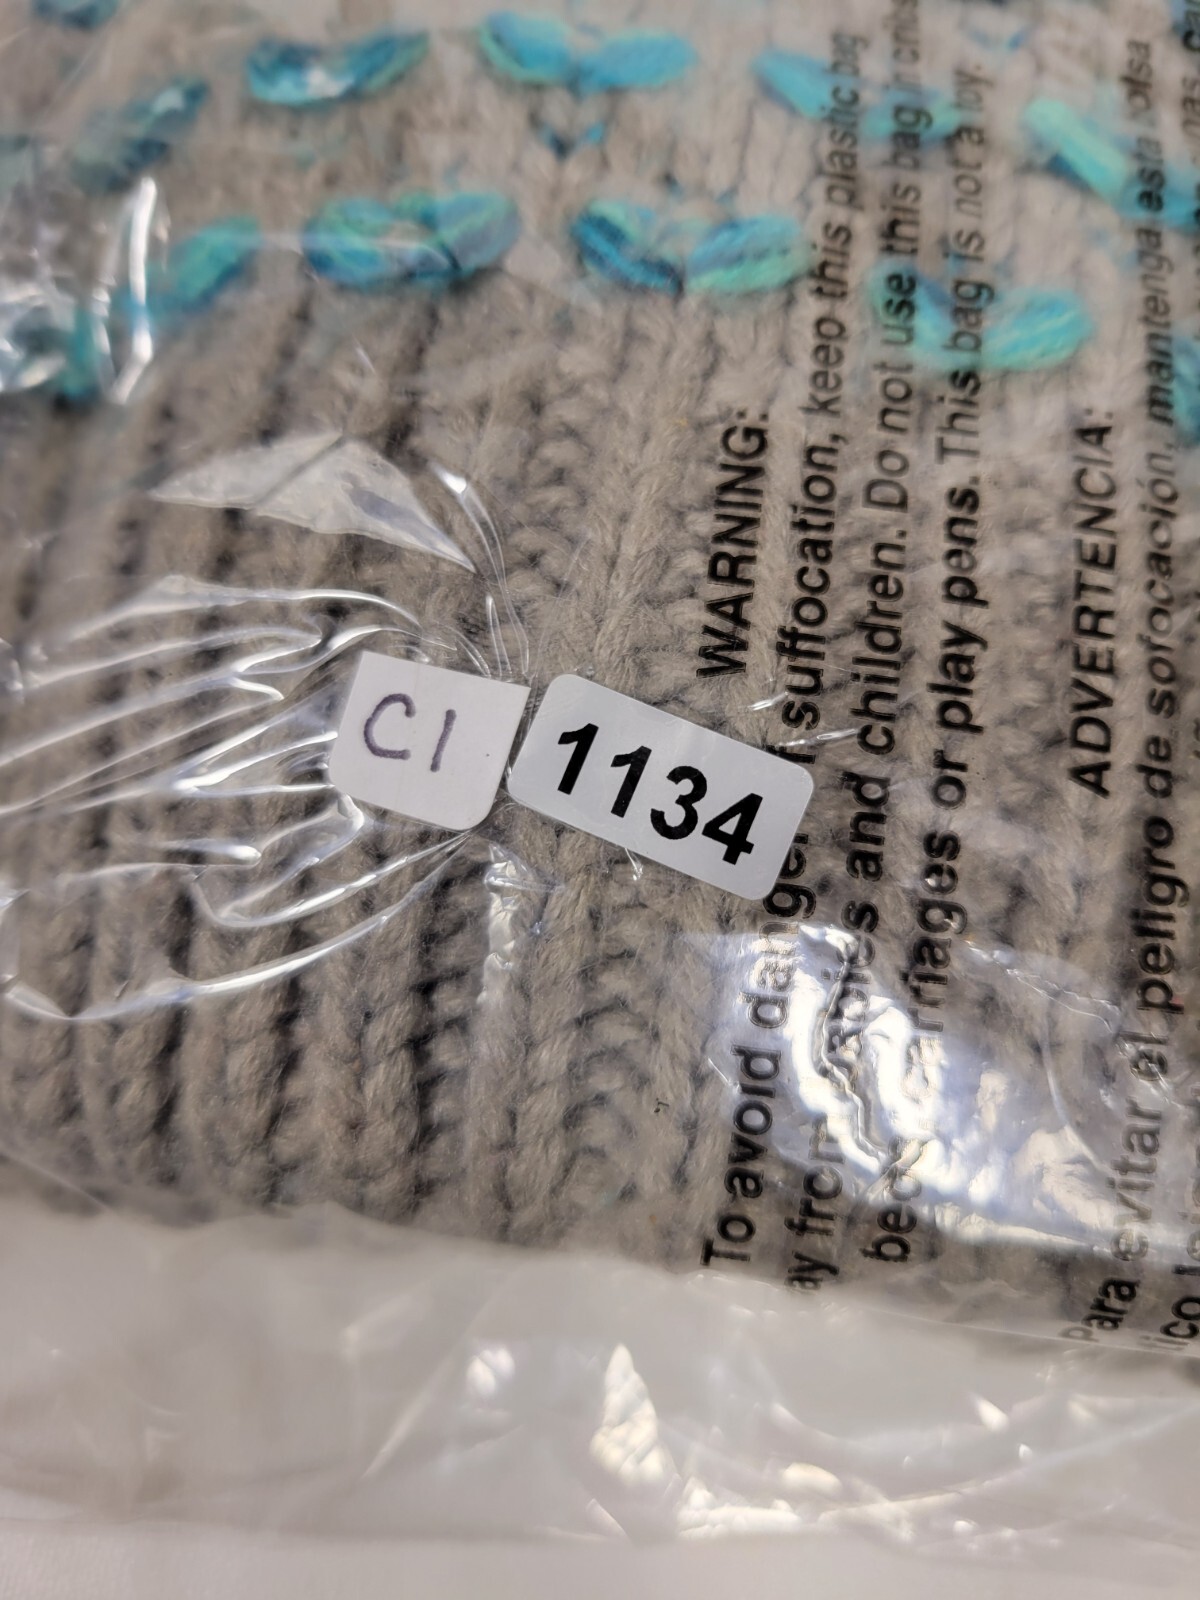 C1
1134
WARNING:
To avoid danger of suffocation, keep this plastic bag
away from babies and children. Do not use this bag in cribs
beds, carriages or play pens. This bag is not a toy.
ADVERTENCIA:
Para evitar el peligro de sofocación, mantenga esta bolsa